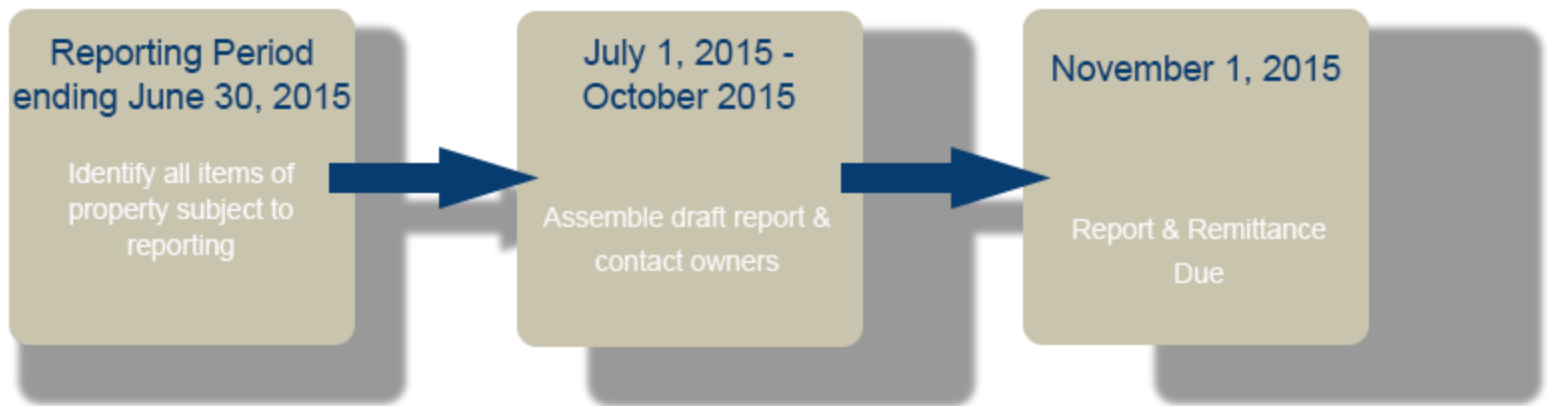 Reporting Period
ending June 30, 2015
Identify all items of
property subject to
reporting
July 1, 2015 -
October 2015
Assemble draft report &
contact owners
November 1, 2015
Report & Remittance
Due